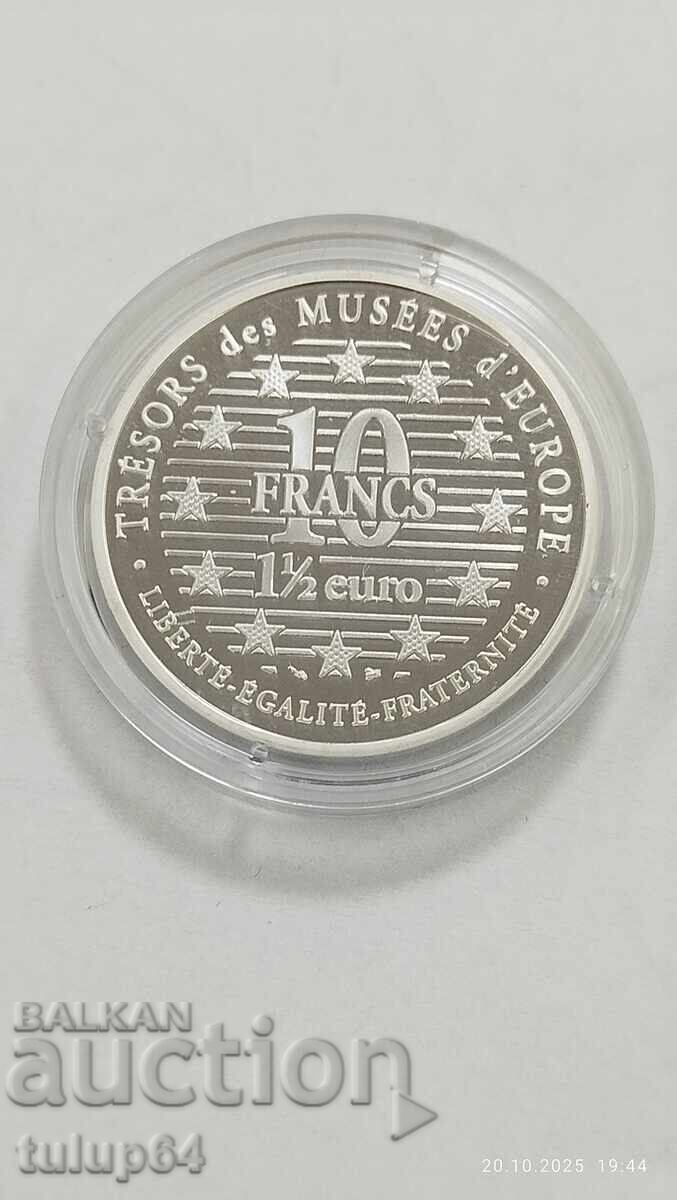 TRÉSORS des MUSÉES d'EUROPE
10
FRANCS
1½ euro
· LIBERTÉ-ÉGALITÉ-FRATERNITÉ ·
BALKAN
auction
tulup64
20.10.2025 19:44